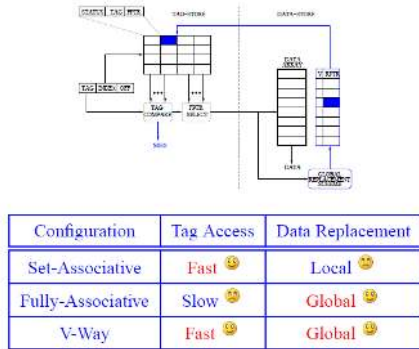 STATUS TAG FPTR
TAG-STORE
DATA-STORE
TAG INDEX OFF
TAG
COMPARE
FPTR
SELECT
DATA
ARRAY
V RPTR
DATA
GLOBAL
REPLACEMENT
Configuration Tag Access Data Replacement
Set-Associative Fast Local
Fully-Associative Slow Global
V-Way Fast Global